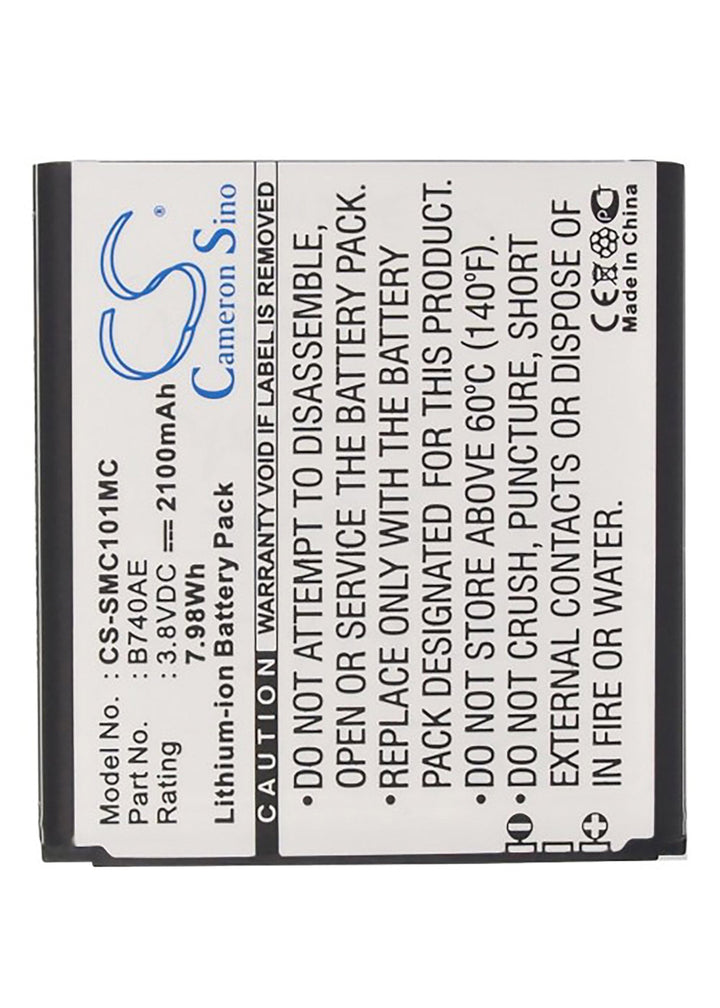 CS®
Cameron Sino
Model No. : CS-SMC101MC
Part No. : B740AE
Rating : 3.8VDC ⎓ 2100mAh
7.98Wh
Lithium-ion Battery Pack
CAUTION WARRANTY VOID IF LABEL IS REMOVED
• DO NOT ATTEMPT TO DISASSEMBLE,
OPEN OR SERVICE THE BATTERY PACK.
• REPLACE ONLY WITH THE BATTERY
PACK DESIGNATED FOR THIS PRODUCT.
• DO NOT STORE ABOVE 60°C (140°F).
• DO NOT CRUSH, PUNCTURE, SHORT
EXTERNAL CONTACTS OR DISPOSE OF
IN FIRE OR WATER.
CE PCT
Made in China